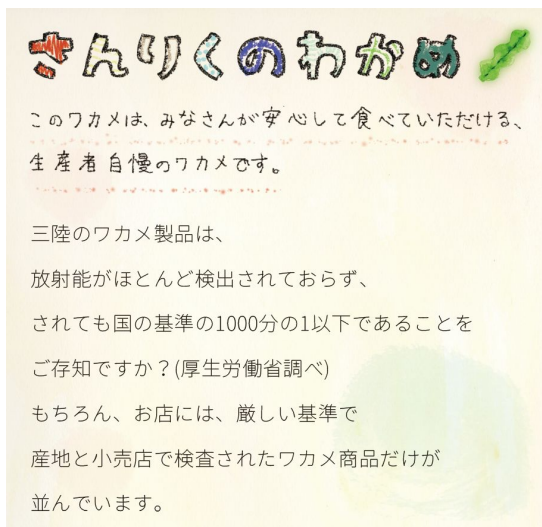 さんりくのわかめ
このワカメは、みなさんが安心して食べていただける、
生産者自慢のワカメです。
三陸のワカメ製品は、
放射能がほとんど検出されておらず、
されても国の基準の1000分の1以下であることを
ご存知ですか？(厚生労働省調べ)
もちろん、お店には、厳しい基準で
産地と小売店で検査されたワカメ商品だけが
並んでいます。